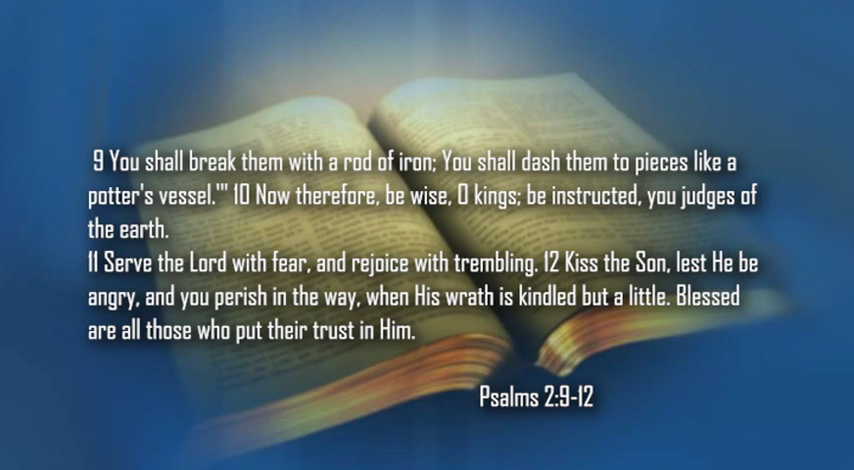 9 You shall break them with a rod of iron; You shall dash them to pieces like a
potter's vessel.'" 10 Now therefore, be wise, O kings; be instructed, you judges of
the earth.
11 Serve the Lord with fear, and rejoice with trembling. 12 Kiss the Son, lest He be
angry, and you perish in the way, when His wrath is kindled but a little. Blessed
are all those who put their trust in Him.
Psalms 2:9-12